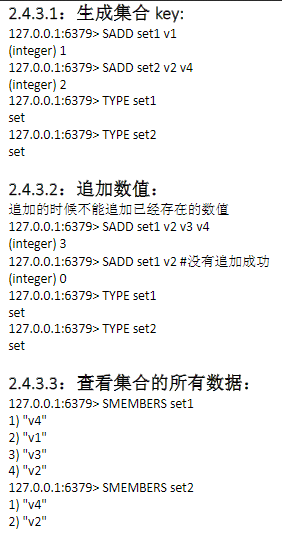 2.4.3.1：生成集合 key:
127.0.0.1:6379> SADD set1 v1
(integer) 1
127.0.0.1:6379> SADD set2 v2 v4
(integer) 2
127.0.0.1:6379> TYPE set1
set
127.0.0.1:6379> TYPE set2
set
2.4.3.2：追加数值：
追加的时候不能追加已经存在的数值
127.0.0.1:6379> SADD set1 v2 v3 v4
(integer) 3
127.0.0.1:6379> SADD set1 v2 #没有追加成功
(integer) 0
127.0.0.1:6379> TYPE set1
set
127.0.0.1:6379> TYPE set2
set
2.4.3.3：查看集合的所有数据：
127.0.0.1:6379> SMEMBERS set1
1) "v4"
2) "v1"
3) "v3"
4) "v2"
127.0.0.1:6379> SMEMBERS set2
1) "v4"
2) "v2"